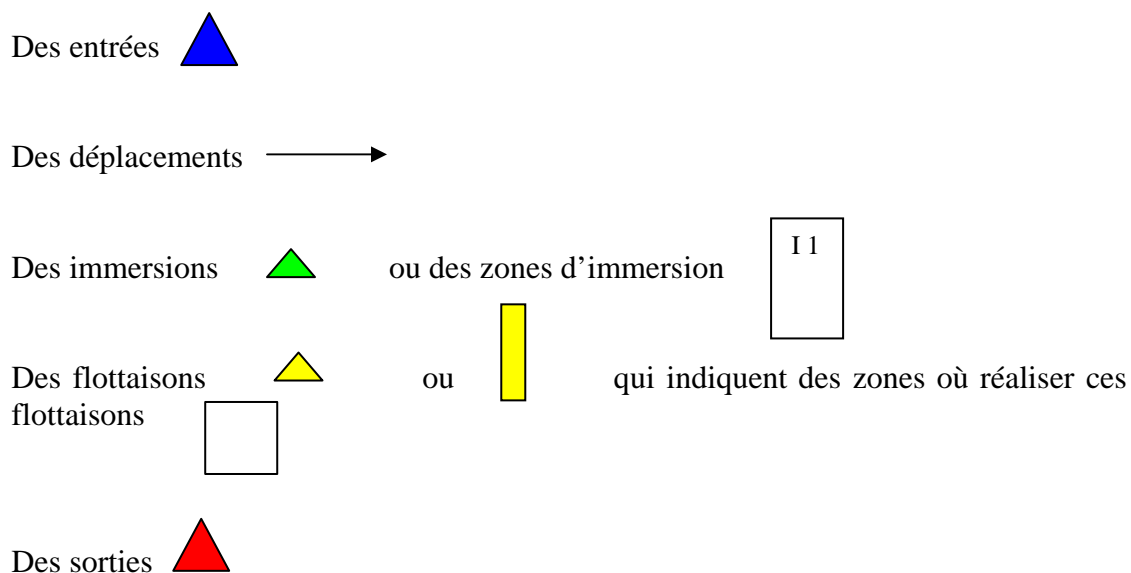 Des entrées
Des déplacements
I 1
Des immersions ou des zones d'immersion
Des flottaisons ou qui indiquent des zones où réaliser ces
flottaisons
Des sorties